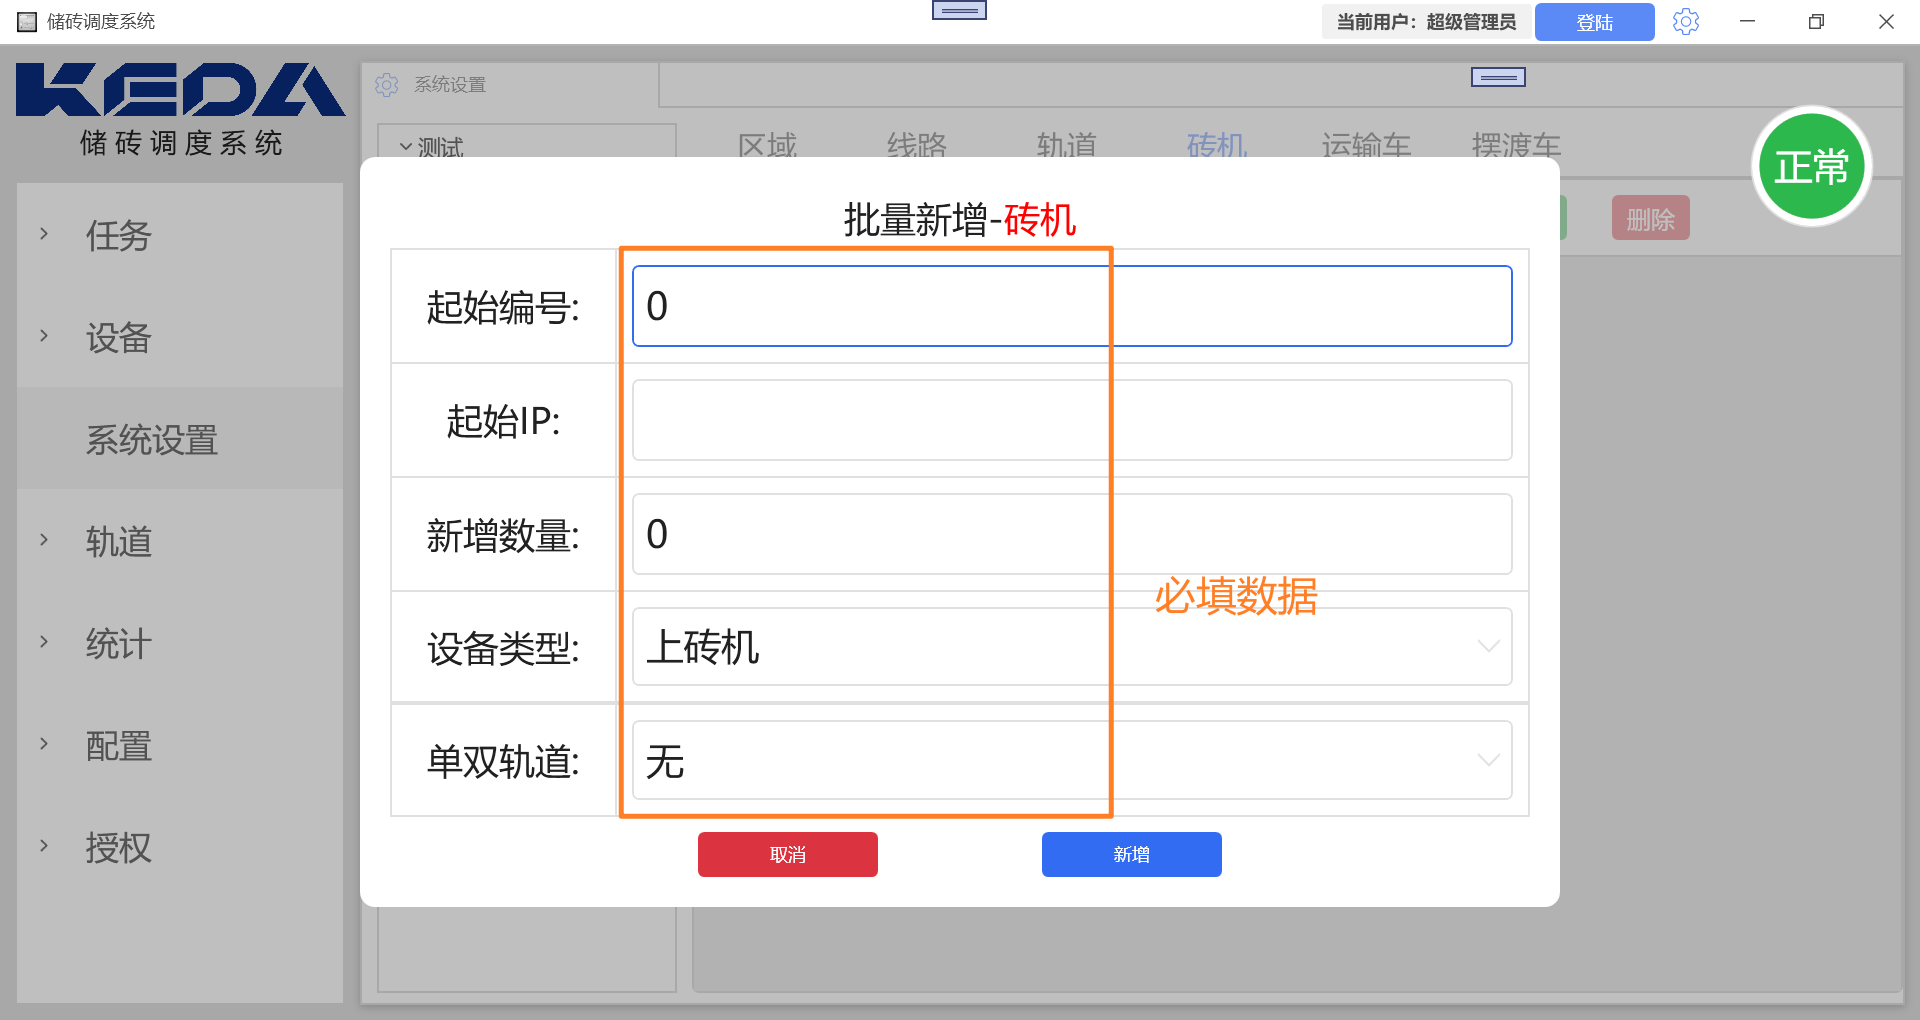 储砖调度系统
当前用户：超级管理员
登陆
KEDA
储砖调度系统
系统设置
测试
区域
线路
轨道
砖机
运输车
摆渡车
正常
删除
任务
设备
系统设置
轨道
统计
配置
授权
批量新增-砖机
起始编号:
0
起始IP:
新增数量:
0
必填数据
设备类型:
上砖机
单双轨道:
无
取消
新增